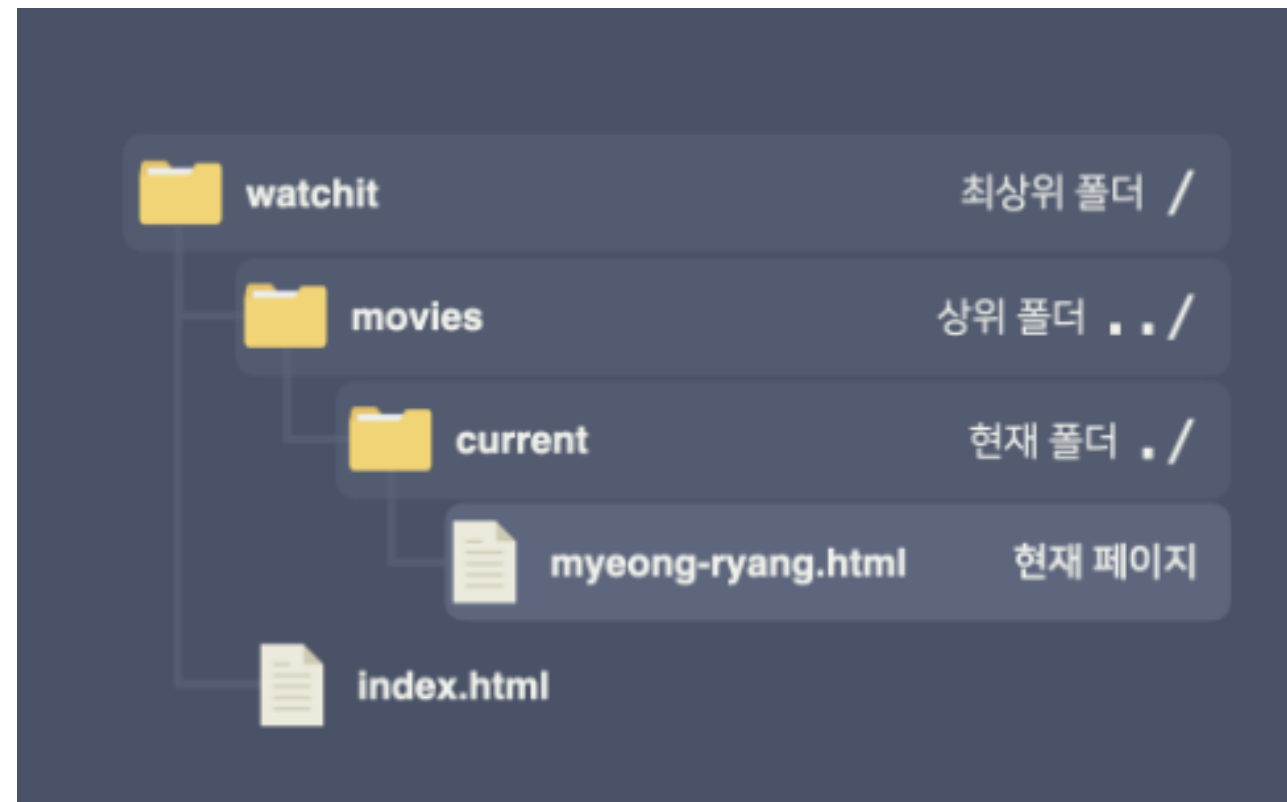 watchit 최상위 폴더 /
movies 상위 폴더 ../
current 현재 폴더 ./
myeong-ryang.html 현재 페이지
index.html